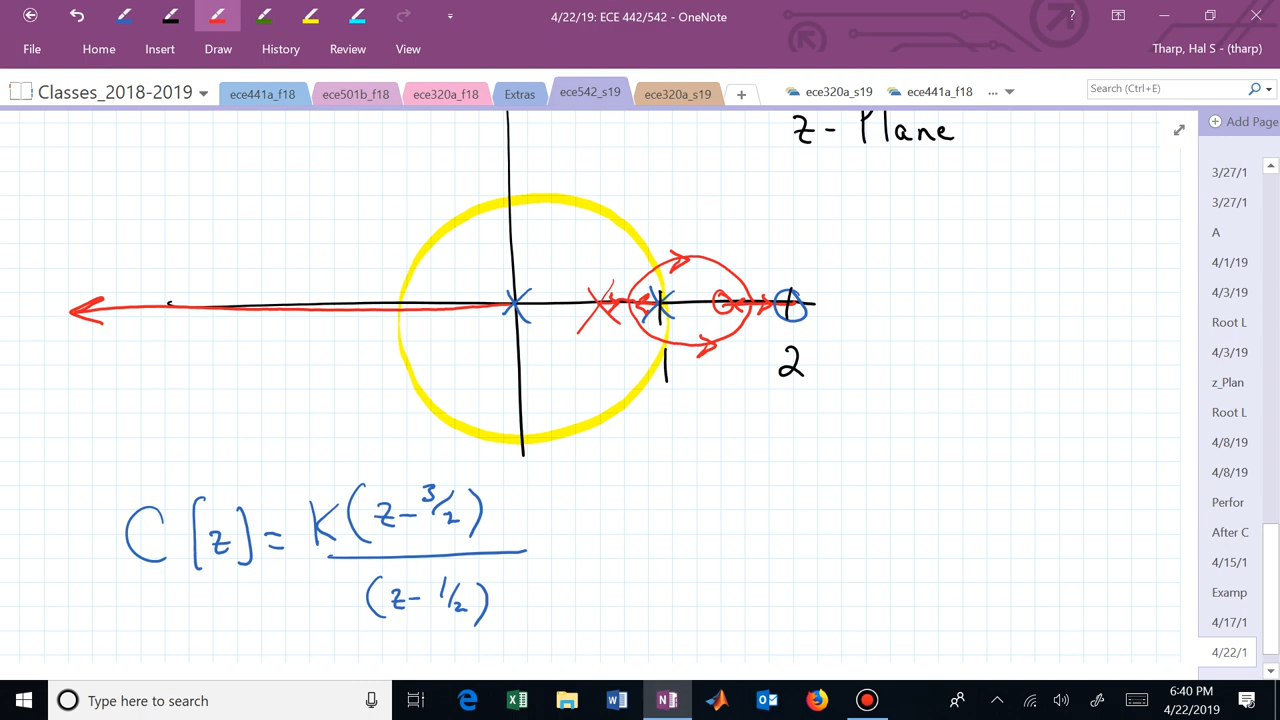 4/22/19: ECE 442/542 - OneNote
?
File Home Insert Draw History Review View
Tharp, Hal S - (tharp)
Classes_2018-2019 ece441a_f18 ece501b_f18 ece320a_f18 Extras ece542_s19 ece320a_s19 + ece320a_s19 ece441a_f18 ...
Search (Ctrl+E)
Add Page
z - Plane
1
2
C[z] = K(z - 3/2)
(z - 1/2)
3/27/1
3/27/1
A
4/1/19
4/3/19
Root L
4/2/19
z_Plan
Root L
4/8/19
4/8/19
Perfor
After C
4/15/1
Examp
4/17/1
4/22/1
Type here to search
6:40 PM
4/22/2019